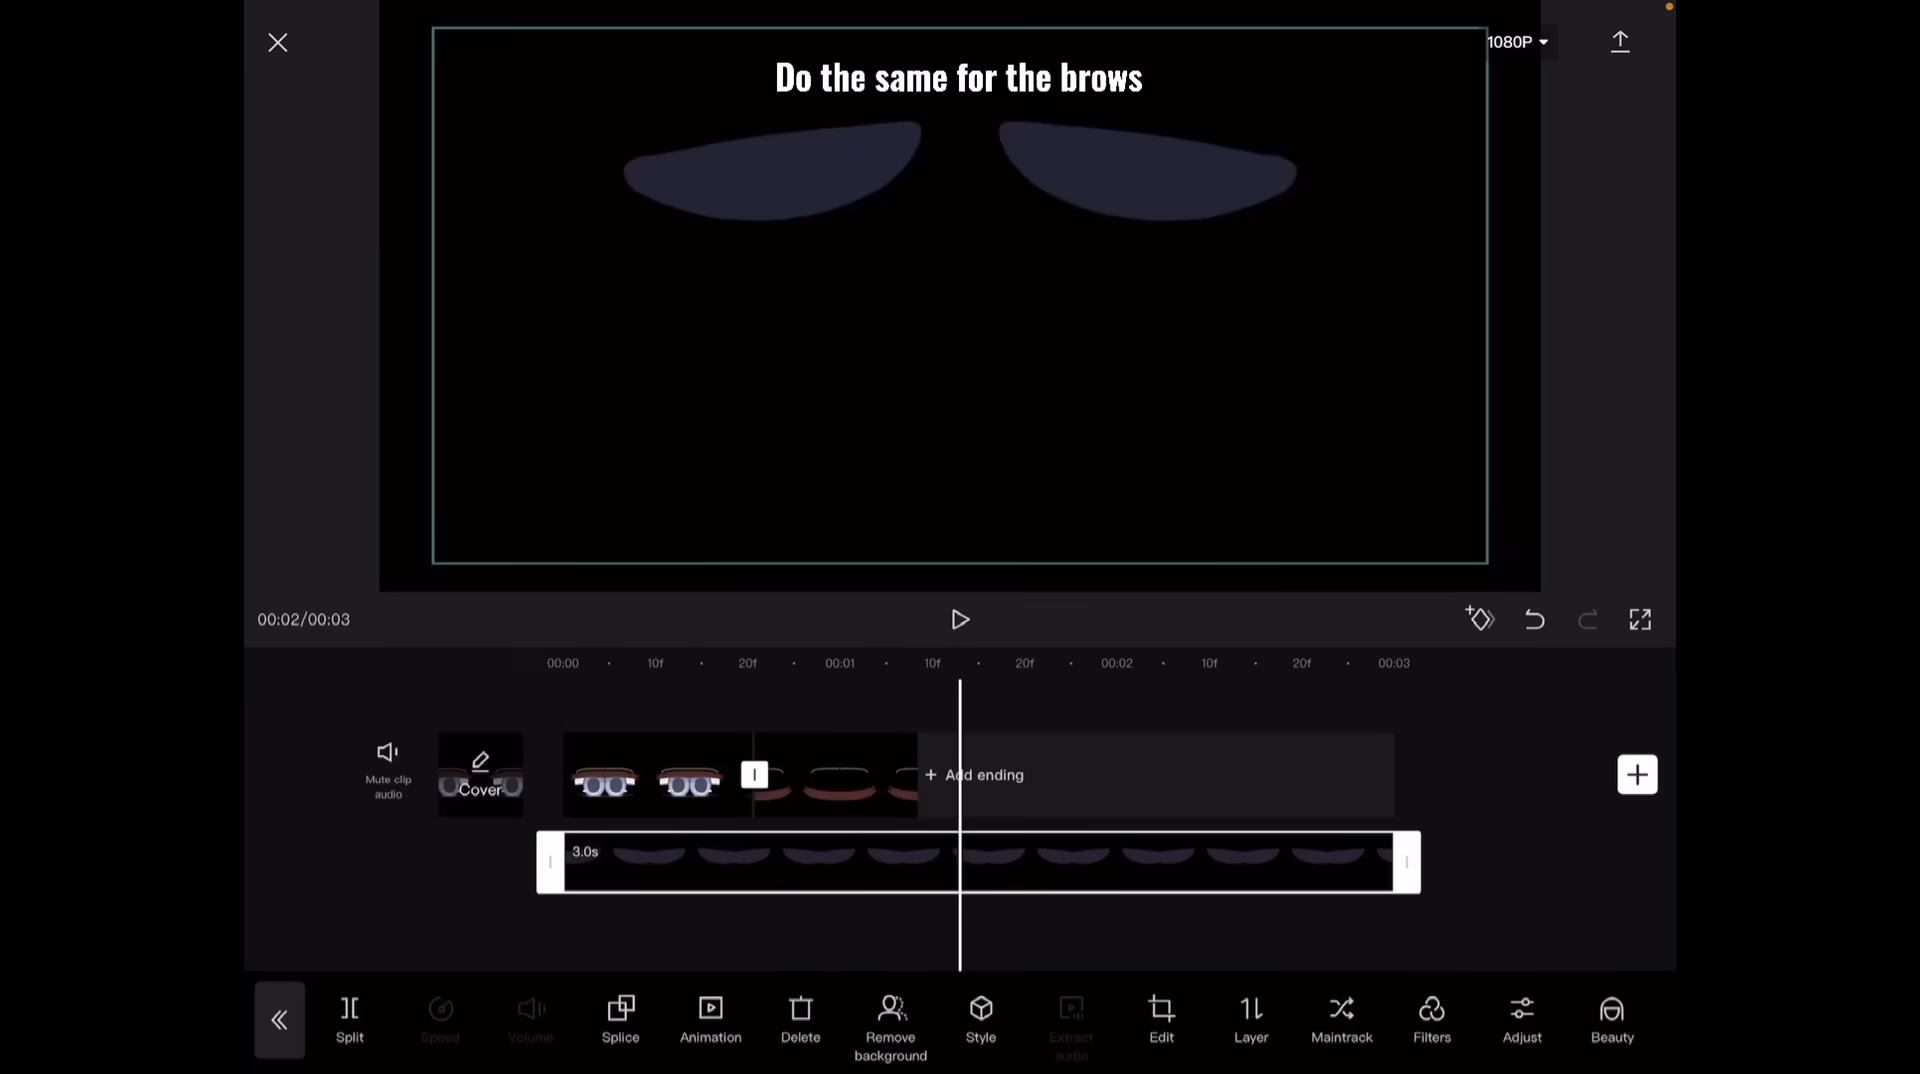 1080P
Do the same for the brows
00:02/00:03
00:00 10f 20f 00:01 10f 20f 00:02 10f 20f 00:03
Mute clip
audio
Cover
+ Add ending
3.0s
Split
Speed
Volume
Splice
Animation
Delete
Remove
background
Style
Extract
audio
Edit
Layer
Maintrack
Filters
Adjust
Beauty